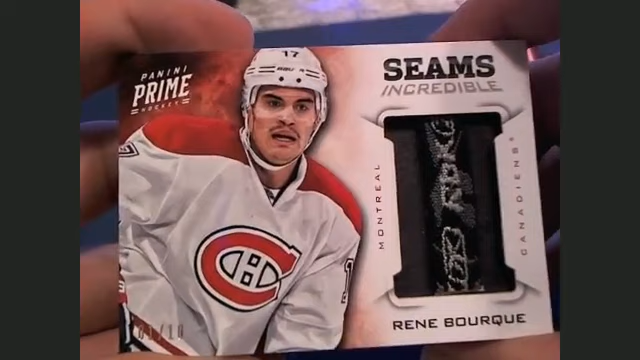 PANINI
PRIME
HOCKEY
17
SEAMS
INCREDIBLE
MONTREAL
CANADIENS
RENE BOURQUE